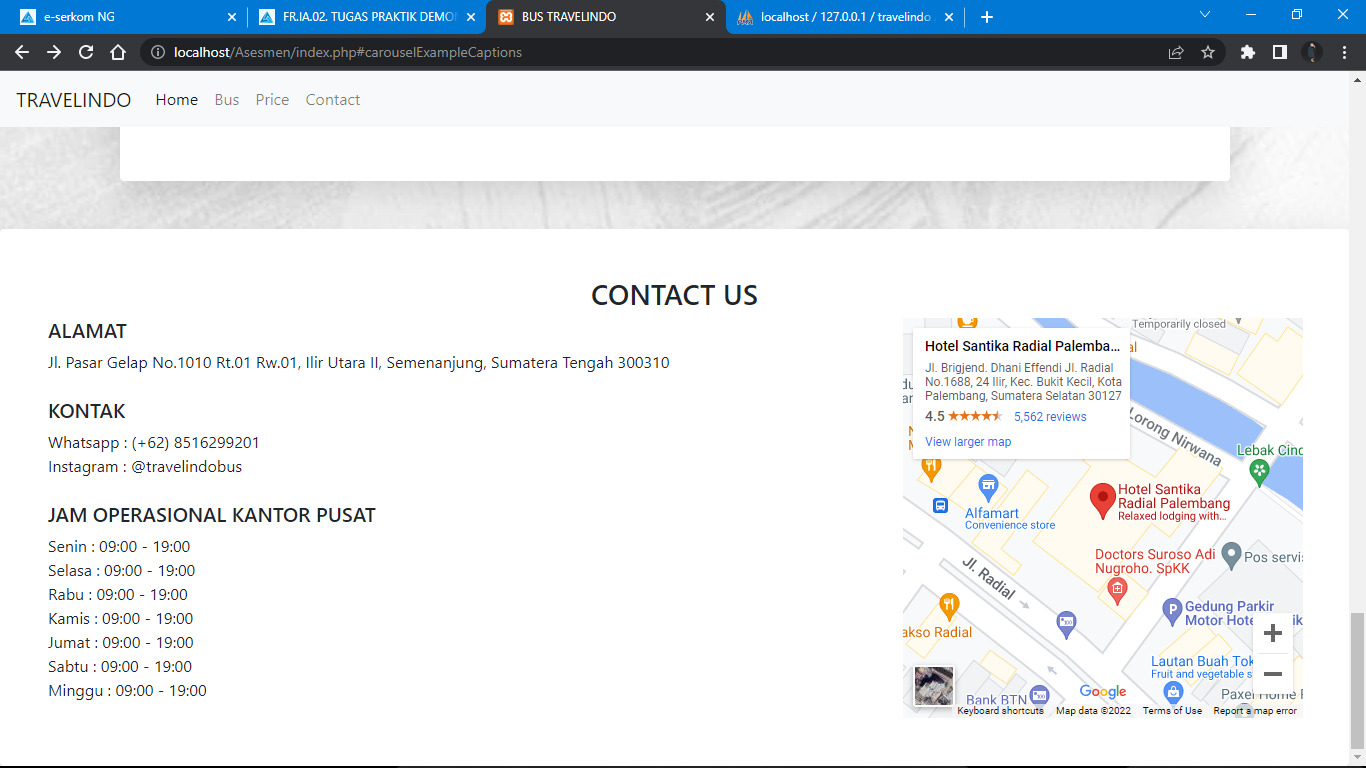 e-serkom NG
FR.IA.02. TUGAS PRAKTIK DEMON
BUS TRAVELINDO
localhost / 127.0.0.1 / travelindo
localhost/Asesmen/index.php#carouselExampleCaptions
TRAVELINDO Home Bus Price Contact
CONTACT US
ALAMAT
Jl. Pasar Gelap No.1010 Rt.01 Rw.01, Ilir Utara II, Semenanjung, Sumatera Tengah 300310
KONTAK
Whatsapp : (+62) 8516299201
Instagram : @travelindobus
JAM OPERASIONAL KANTOR PUSAT
Senin : 09:00 - 19:00
Selasa : 09:00 - 19:00
Rabu : 09:00 - 19:00
Kamis : 09:00 - 19:00
Jumat : 09:00 - 19:00
Sabtu : 09:00 - 19:00
Minggu : 09:00 - 19:00
Temporarily closed
Hotel Santika Radial Palemba...
Jl. Brigjend. Dhani Effendi Jl. Radial
No.1688, 24 Ilir, Kec. Bukit Kecil, Kota
Palembang, Sumatera Selatan 30127
4.5 5,562 reviews
View larger map
Lorong Nirwana
Lebak Cind
Hotel Santika
Radial Palembang
Relaxed lodging with...
Alfamart
Convenience store
Doctors Suroso Adi
Nugroho. SpKK
Pos servis
Jl. Radial
Gedung Parkir
Motor Hote
akso Radial
Lautan Buah Tok
Fruit and vegetable s
Paxel Home
Bank BTN
Google
Keyboard shortcuts Map data ©2022 Terms of Use Report a map error